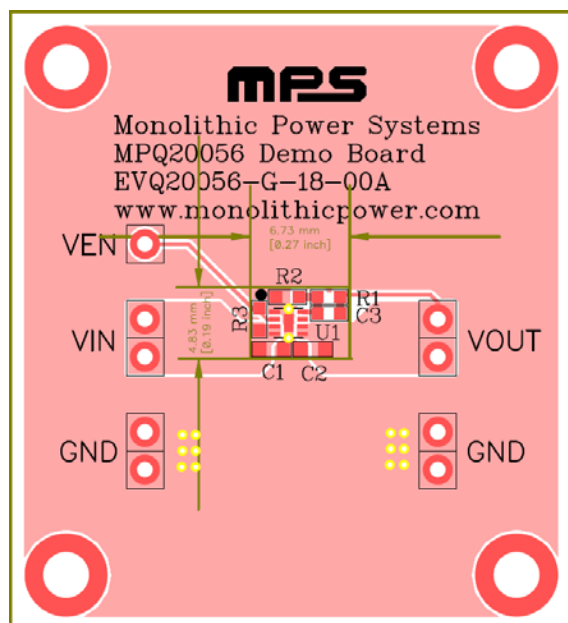 MPS
Monolithic Power Systems
MPQ20056 Demo Board
EVQ20056-G-18-00A
www.monolithicpower.com
6.73 mm
[0.27 inch]
VEN
R2
R1
R3
C3
4.83 mm
[0.19 inch]
U1
VIN
VOUT
C1
C2
GND
GND